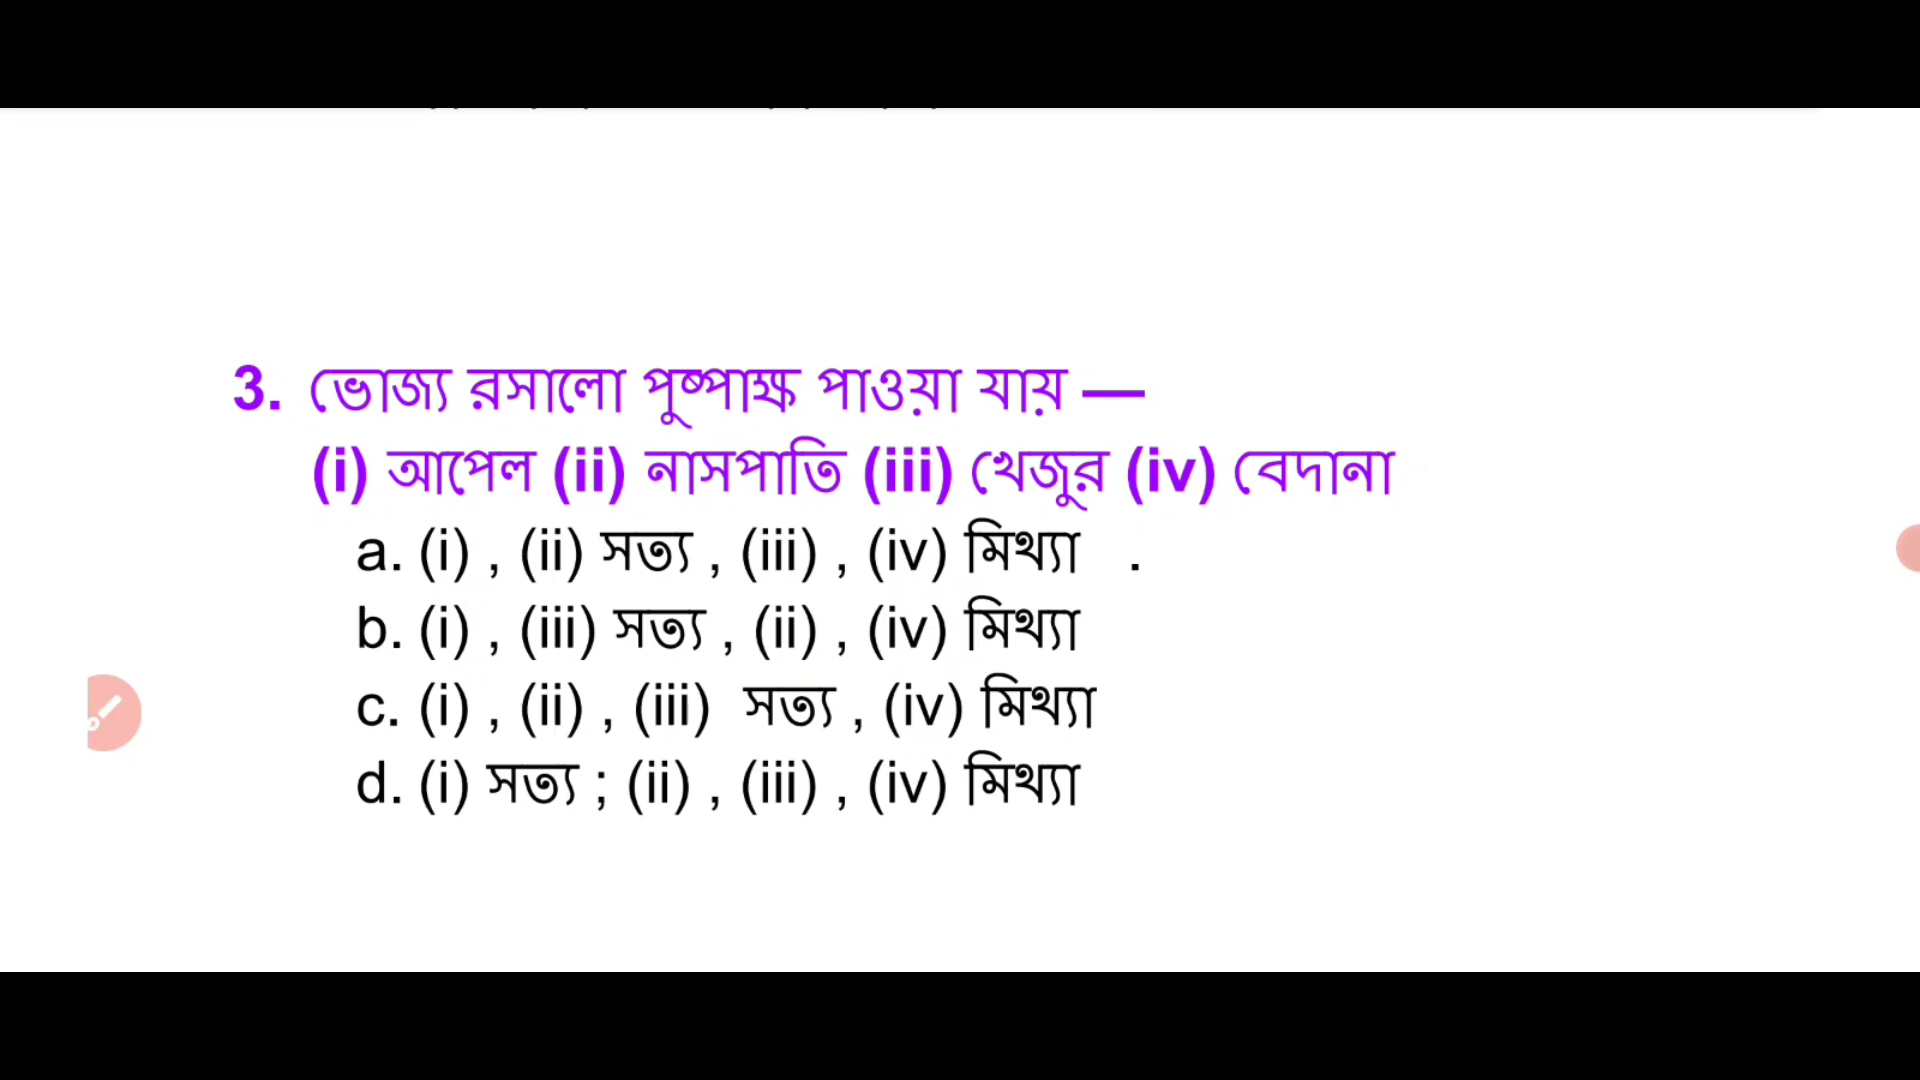 3. ভোজ্য রসালো পুষ্পাক্ষ পাওয়া যায় —
(i) আপেল (ii) নাসপাতি (iii) খেজুর (iv) বেদানা
a. (i) , (ii) সত্য , (iii) , (iv) মিথ্যা .
b. (i) , (iii) সত্য , (ii) , (iv) মিথ্যা
c. (i) , (ii) , (iii) সত্য , (iv) মিথ্যা
d. (i) সত্য ; (ii) , (iii) , (iv) মিথ্যা